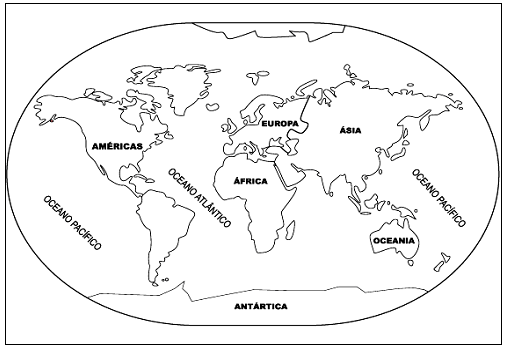 EUROPA
ÁSIA
AMÉRICAS
ÁFRICA
OCEANO ATLÂNTICO
OCEANO PACÍFICO
OCEANO PACÍFICO
OCEANIA
ANTÁRTICA